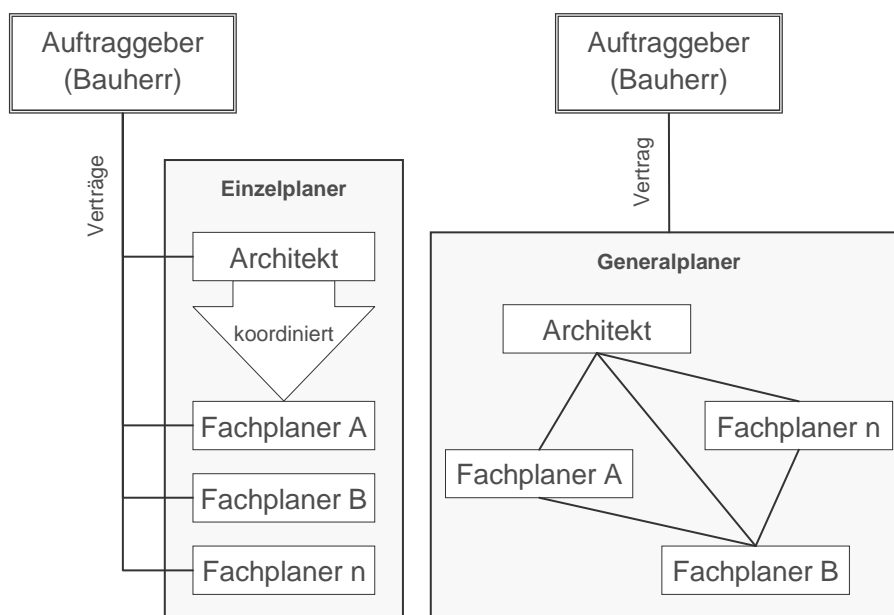 Auftraggeber
(Bauherr)
Verträge
Einzelplaner
Architekt
koordiniert
Fachplaner A
Fachplaner B
Fachplaner n
Auftraggeber
(Bauherr)
Vertrag
Generalplaner
Architekt
Fachplaner n
Fachplaner A
Fachplaner B